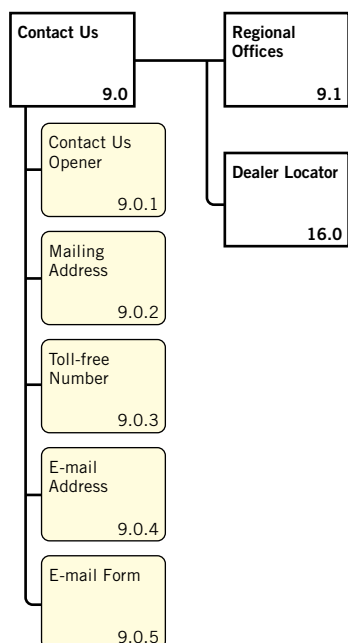 Contact Us
9.0
Regional
Offices
9.1
Dealer Locator
16.0
Contact Us
Opener
9.0.1
Mailing
Address
9.0.2
Toll-free
Number
9.0.3
E-mail
Address
9.0.4
E-mail Form
9.0.5